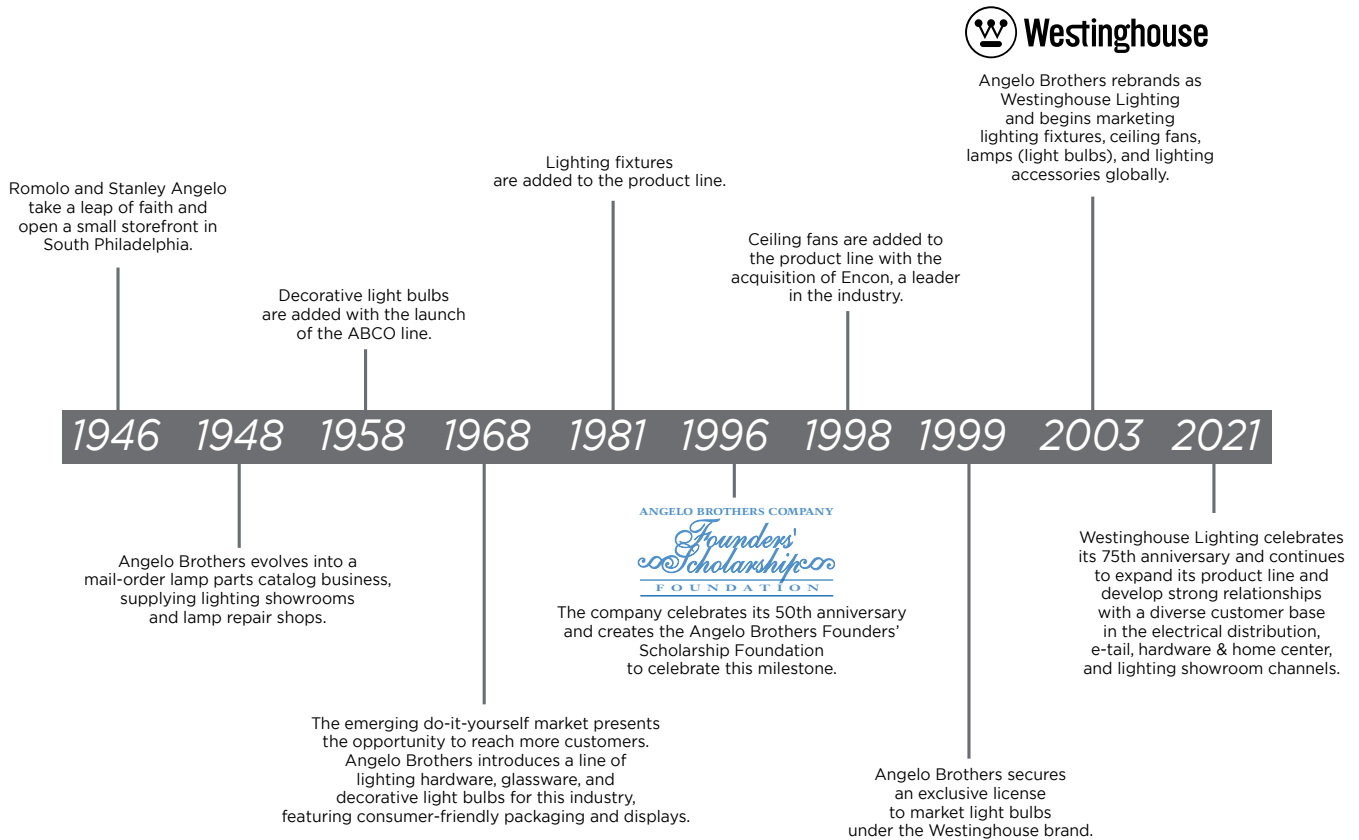 Westinghouse
Angelo Brothers rebrands as
Westinghouse Lighting
and begins marketing
lighting fixtures, ceiling fans,
lamps (light bulbs), and lighting
accessories globally.
Lighting fixtures
are added to the product line.
Romolo and Stanley Angelo
take a leap of faith and
open a small storefront in
South Philadelphia.
Ceiling fans are added to
the product line with the
acquisition of Encon, a leader
in the industry.
Decorative light bulbs
are added with the launch
of the ABCO line.
1946 1948 1958 1968 1981 1996 1998 1999 2003 2021
ANGELO BROTHERS COMPANY
Founders'
Scholarship
FOUNDATION
The company celebrates its 50th anniversary
and creates the Angelo Brothers Founders’
Scholarship Foundation
to celebrate this milestone.
Westinghouse Lighting celebrates
its 75th anniversary and continues
to expand its product line and
develop strong relationships
with a diverse customer base
in the electrical distribution,
e-tail, hardware & home center,
and lighting showroom channels.
Angelo Brothers evolves into a
mail-order lamp parts catalog business,
supplying lighting showrooms
and lamp repair shops.
The emerging do-it-yourself market presents
the opportunity to reach more customers.
Angelo Brothers introduces a line of
lighting hardware, glassware, and
decorative light bulbs for this industry,
featuring consumer-friendly packaging and displays.
Angelo Brothers secures
an exclusive license
to market light bulbs
under the Westinghouse brand.